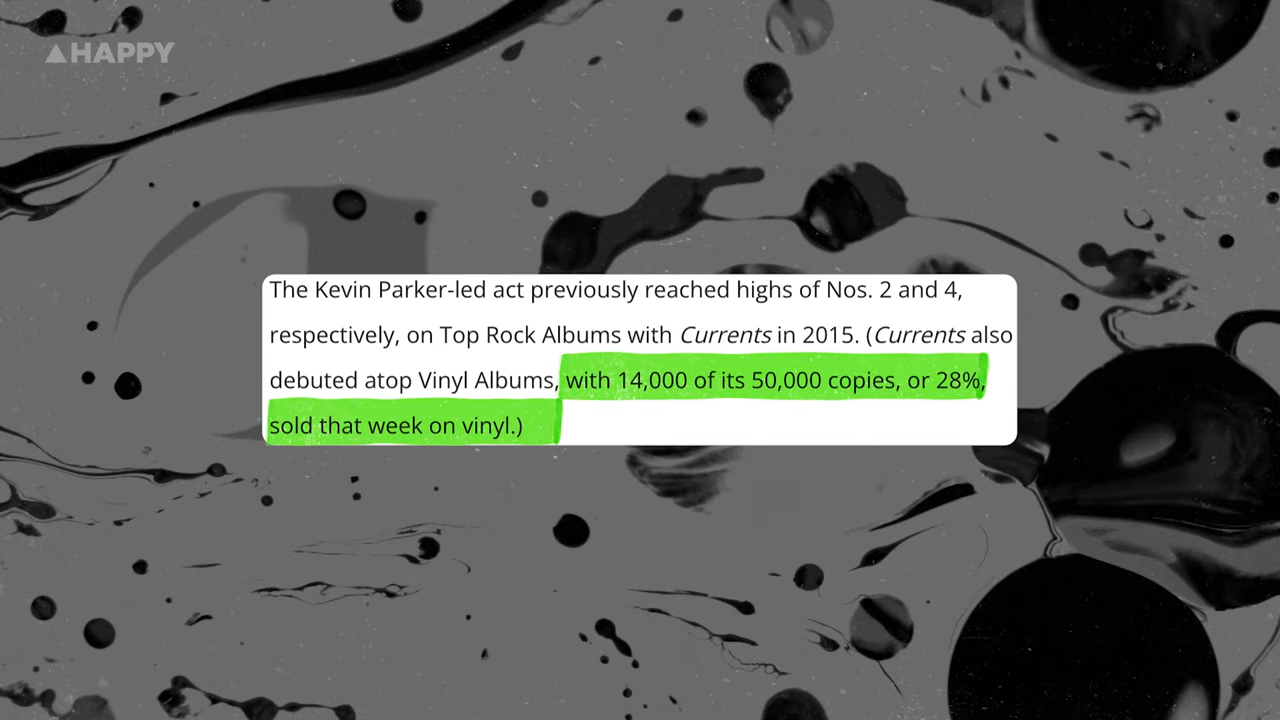 HAPPY
The Kevin Parker-led act previously reached highs of Nos. 2 and 4,
respectively, on Top Rock Albums with Currents in 2015. (Currents also
debuted atop Vinyl Albums, with 14,000 of its 50,000 copies, or 28%,
sold that week on vinyl.)